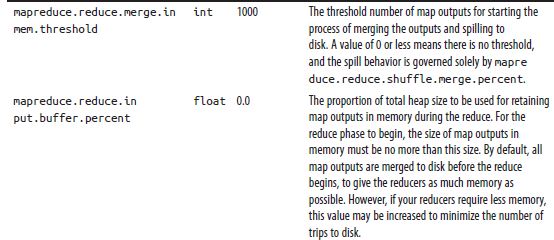 mapreduce.reduce.merge.in int 1000 The threshold number of map outputs for starting the
mem.threshold process of merging the outputs and spilling to
disk. A value of 0 or less means there is no threshold,
and the spill behavior is governed solely by mapre
duce.reduce.shuffle.merge.percent.
mapreduce.reduce.in float 0.0 The proportion of total heap size to be used for retaining
put.buffer.percent map outputs in memory during the reduce. For the
reduce phase to begin, the size of map outputs in
memory must be no more than this size. By default, all
map outputs are merged to disk before the reduce
begins, to give the reducers as much memory as
possible. However, if your reducers require less memory,
this value may be increased to minimize the number of
trips to disk.